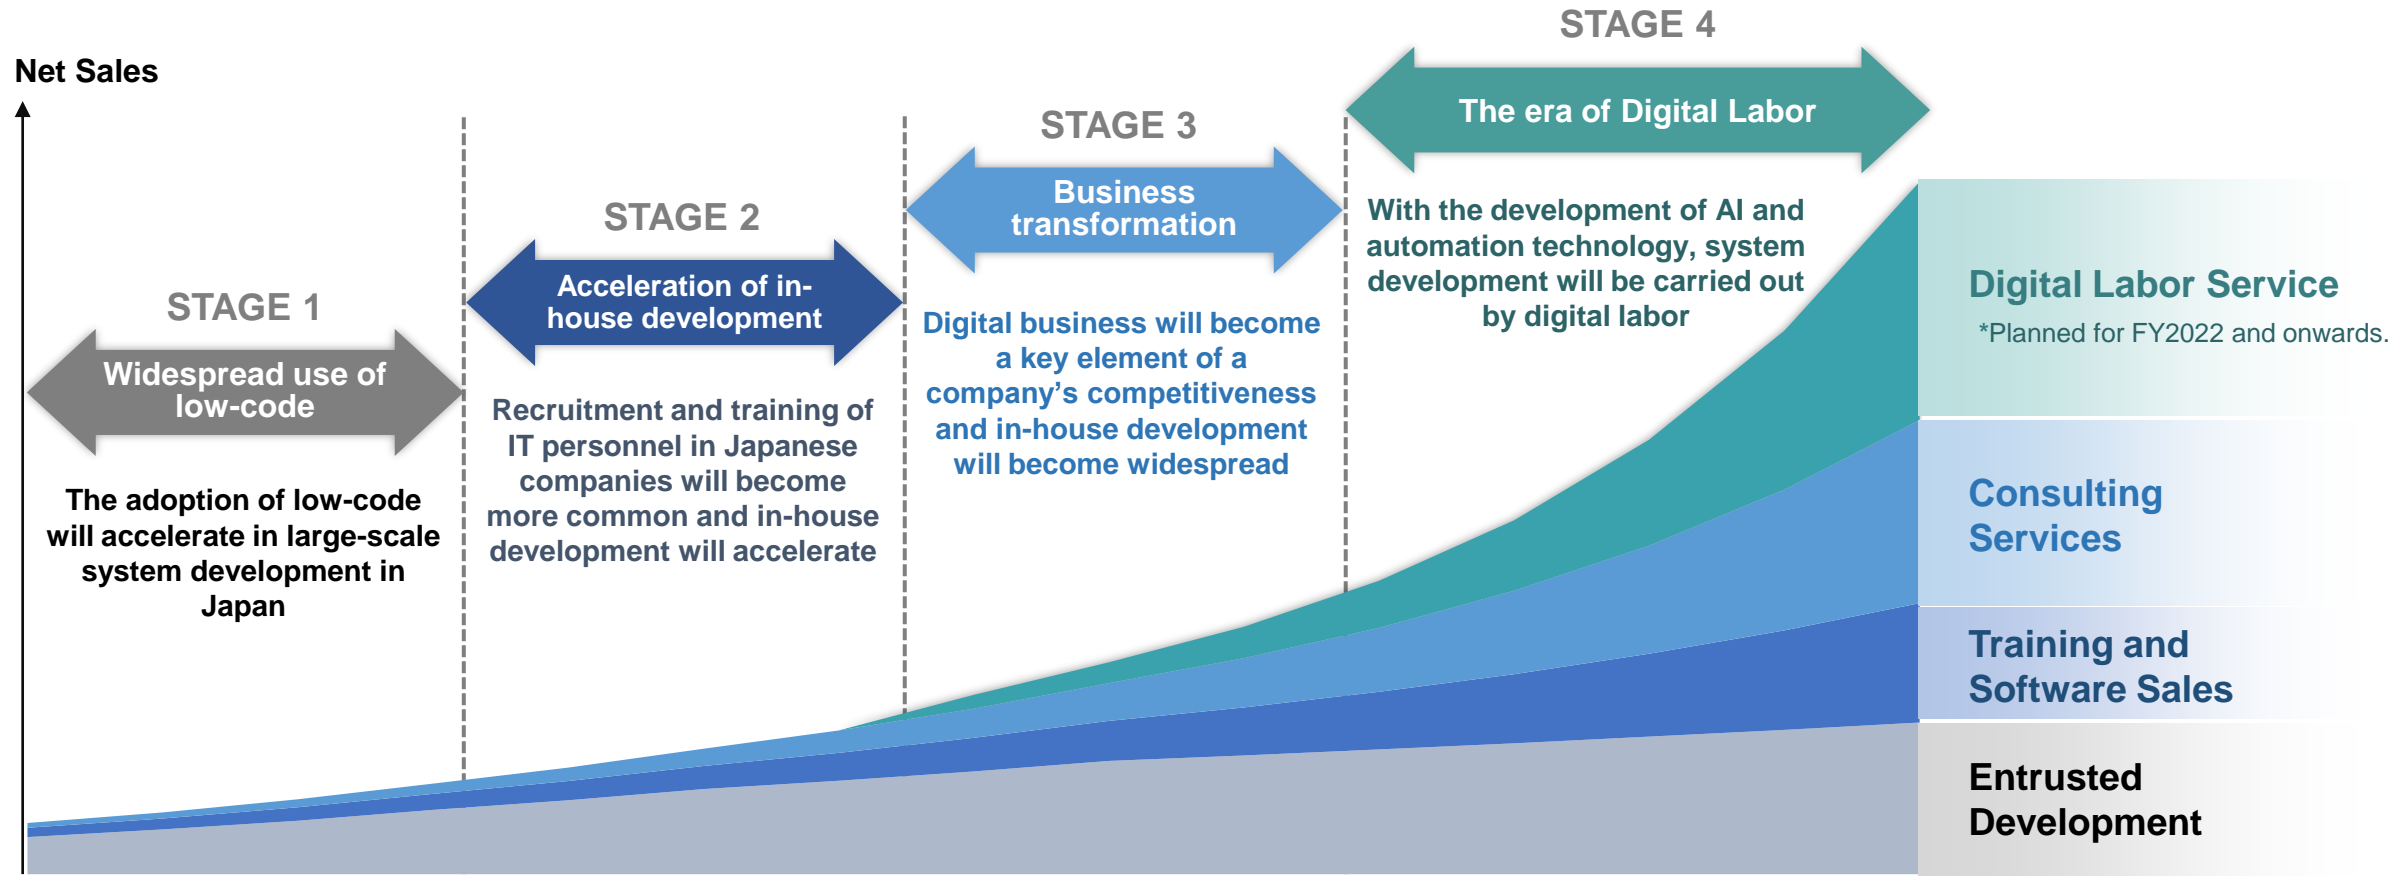 Net Sales
STAGE 1
Widespread use of
low-code
The adoption of low-code
will accelerate in large-scale
system development in
Japan
STAGE 2
Acceleration of in-
house development
Recruitment and training of
IT personnel in Japanese
companies will become
more common and in-house
development will accelerate
STAGE 3
Business
transformation
Digital business will become
a key element of a
company’s competitiveness
and in-house development
will become widespread
STAGE 4
The era of Digital Labor
With the development of AI and
automation technology, system
development will be carried out
by digital labor
Digital Labor Service
*Planned for FY2022 and onwards.
Consulting
Services
Training and
Software Sales
Entrusted
Development